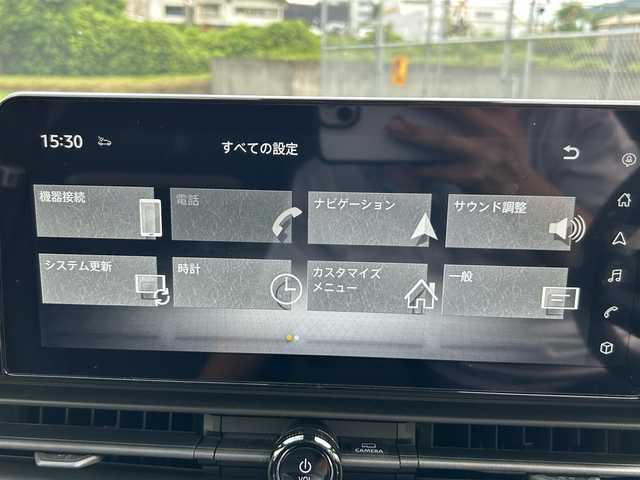 15:30
すべての設定
機器接続
電話
ナビゲーション
サウンド調整
システム更新
時計
カスタマイズ
メニュー
一般
CAMERA
VOL